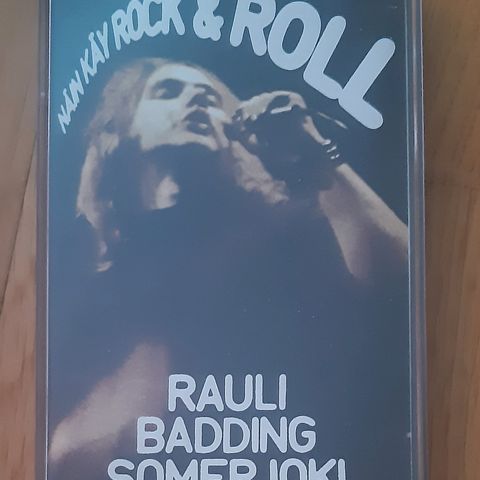 NÄIN KÄY ROCK & ROLL
RAULI
BADDING
SOMERJOKI